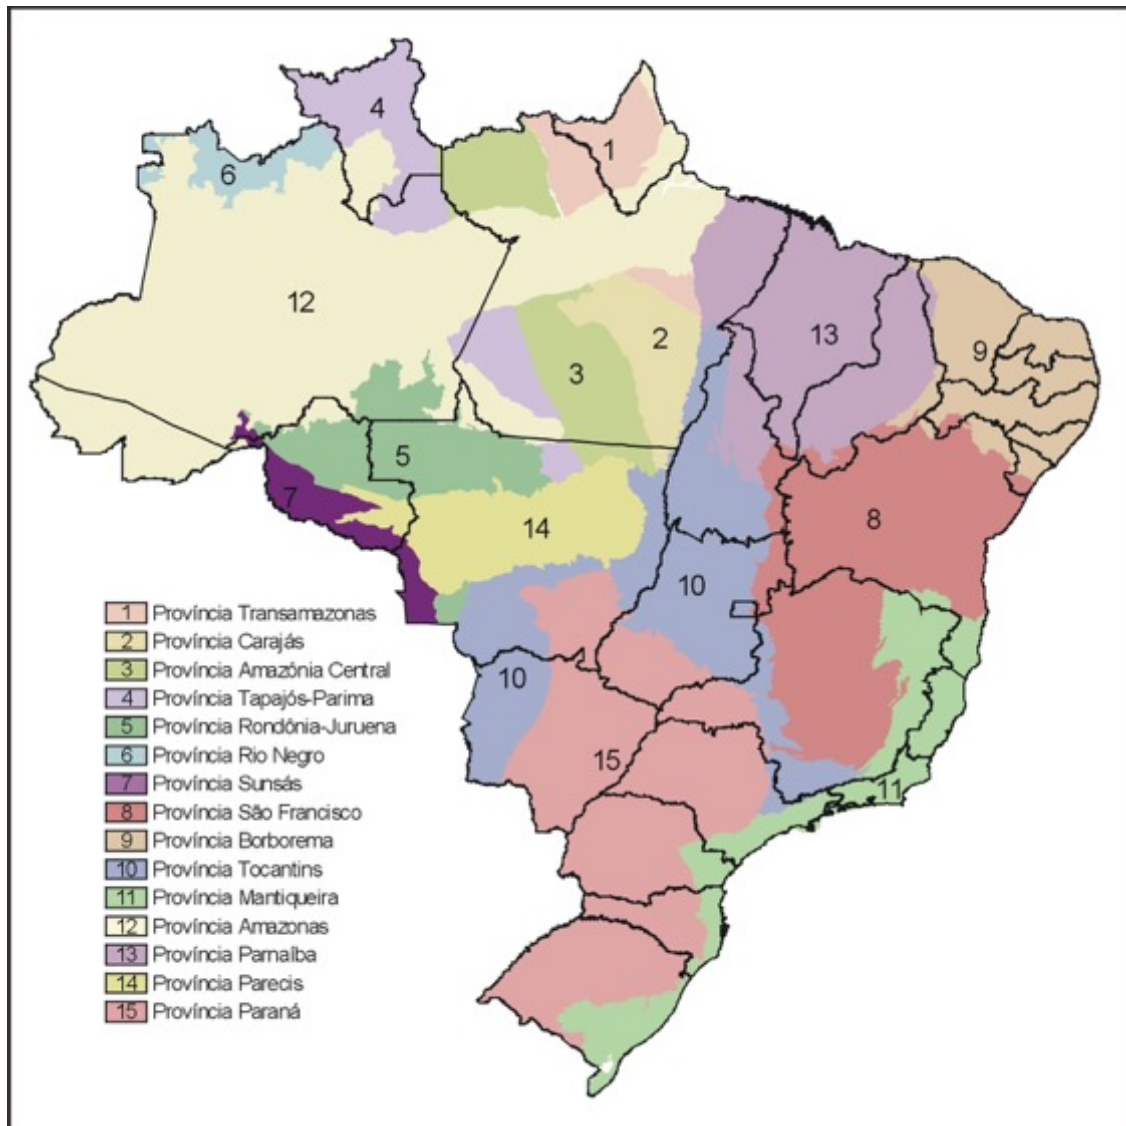 4
1
6
12
2
13
3
9
5
7
8
14
10
10
15
11
1 Província Transamazonas
2 Província Carajás
3 Província Amazônia Central
4 Província Tapajós-Parima
5 Província Rondônia-Juruena
6 Província Rio Negro
7 Província Sunsás
8 Província São Francisco
9 Província Borborema
10 Província Tocantins
11 Província Mantiqueira
12 Província Amazonas
13 Província Parnaíba
14 Província Parecis
15 Província Paraná